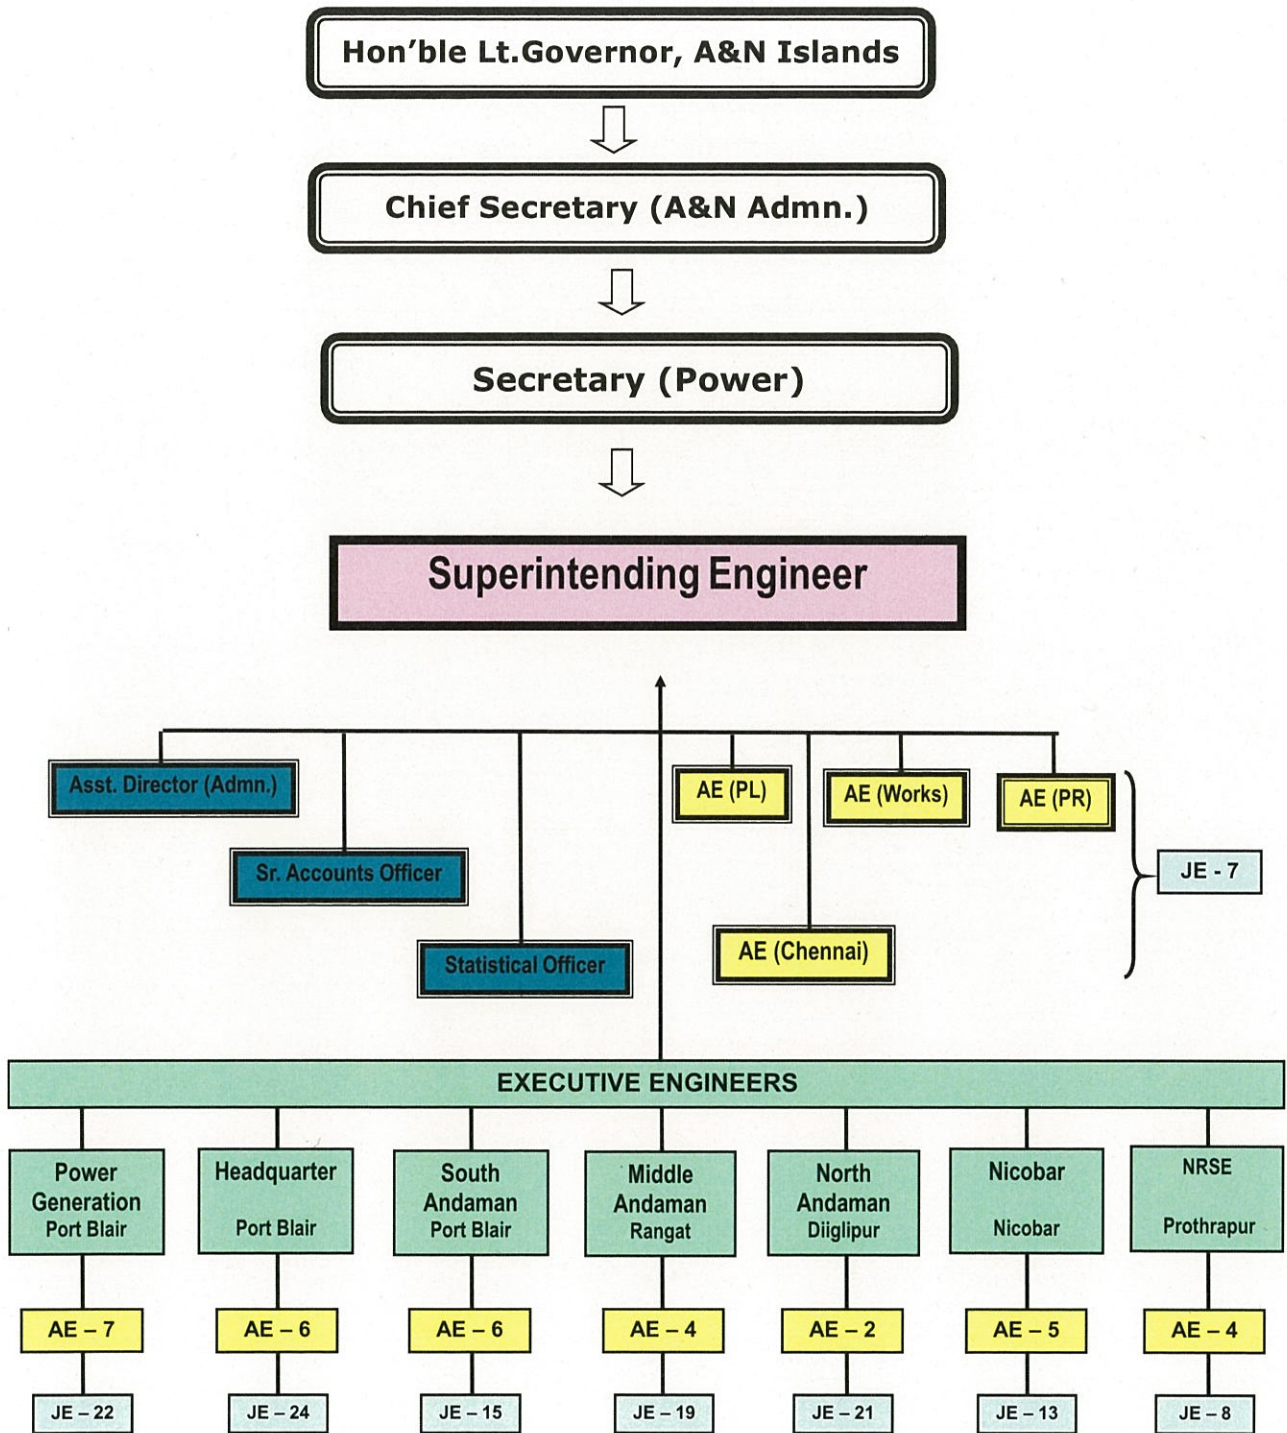 Hon'ble Lt.Governor, A&N Islands
Chief Secretary (A&N Admn.)
Secretary (Power)
Superintending Engineer
Asst. Director (Admn.)
AE (PL)
AE (Works)
AE (PR)
Sr. Accounts Officer
JE - 7
Statistical Officer
AE (Chennai)
EXECUTIVE ENGINEERS
Power
Generation
Port Blair
Headquarter
Port Blair
South
Andaman
Port Blair
Middle
Andaman
Rangat
North
Andaman
Diiglipur
Nicobar
Nicobar
NRSE
Prothrapur
AE – 7
AE – 6
AE – 6
AE – 4
AE – 2
AE – 5
AE – 4
JE – 22
JE – 24
JE – 15
JE – 19
JE – 21
JE – 13
JE – 8